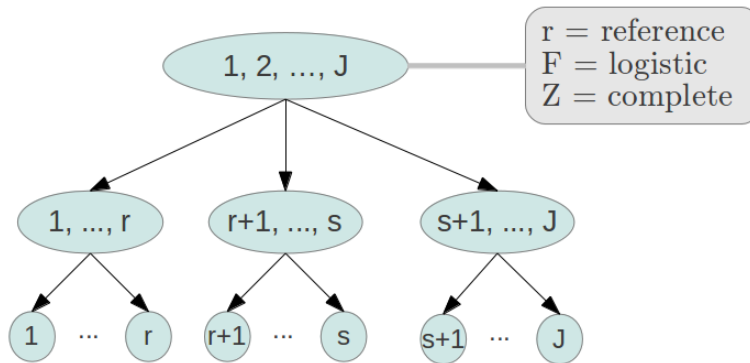 r = reference
F = logistic
Z = complete
1, 2, ..., J
1, ..., r
r+1, ..., s
s+1, ..., J
1 ... r
r+1 ... s
s+1 ... J